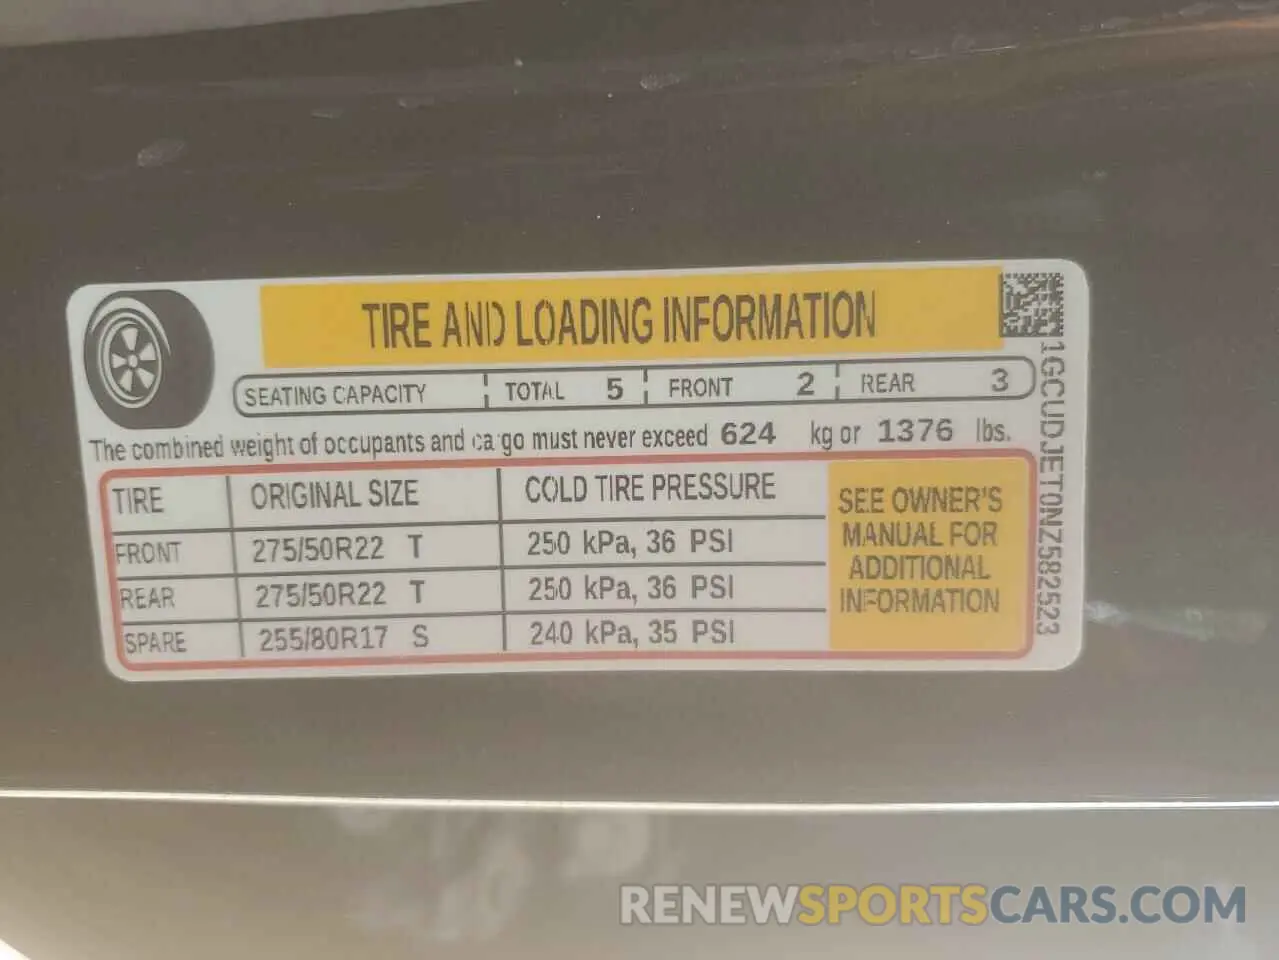 TIRE AND LOADING INFORMATION
SEATING CAPACITY TOTAL 5 FRONT 2 REAR 3
The combined weight of occupants and cargo must never exceed 624 kg or 1376 lbs.
TIRE ORIGINAL SIZE COLD TIRE PRESSURE
FRONT 275/50R22 T 250 kPa, 36 PSI
REAR 275/50R22 T 250 kPa, 36 PSI
SPARE 255/80R17 S 240 kPa, 35 PSI
SEE OWNER'S
MANUAL FOR
ADDITIONAL
INFORMATION
1GCUDJET0NZ582523
RENEWSPORTSCARS.COM